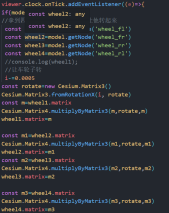 viewer.clock.onTick.addEventListener(()=>{
if(mode const wheel2: any
const wheel2: any ('wheel_fl')
const wheel2=model.getNode('wheel_fr')
const wheel3=model.getNode('wheel_rr')
const wheel4=model.getNode('wheel_rl')
//console.log(wheel1);
//让车轮子转
i-=0.0005
const rotate=new Cesium.Matrix3()
Cesium.Matrix3.fromRotationX(i, rotate)
const m=wheel1.matrix
Cesium.Matrix4.multiplyByMatrix3(m,rotate,m)
wheel1.matrix=m
const m1=wheel2.matrix
Cesium.Matrix4.multiplyByMatrix3(m1,rotate,m1)
wheel2.matrix=m1
const m2=wheel3.matrix
Cesium.Matrix4.multiplyByMatrix3(m2,rotate,m2)
wheel3.matrix=m2
const m3=wheel4.matrix
Cesium.Matrix4.multiplyByMatrix3(m3,rotate,m3)
wheel4.matrix=m3